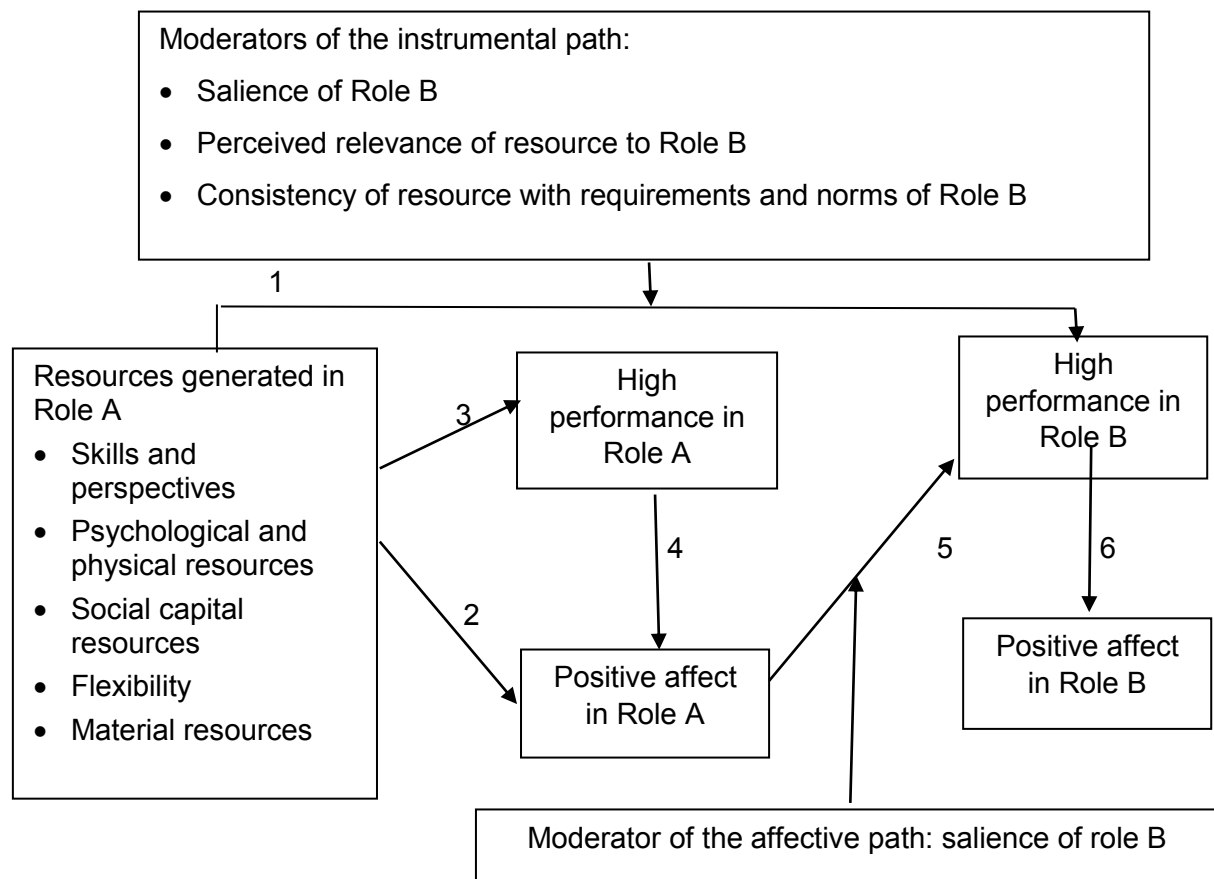 Moderators of the instrumental path:
• Salience of Role B
• Perceived relevance of resource to Role B
• Consistency of resource with requirements and norms of Role B
1
Resources generated in
Role A
• Skills and
perspectives
• Psychological and
physical resources
• Social capital
resources
• Flexibility
• Material resources
3
High
performance in
Role A
High
performance in
Role B
4
5
6
2
Positive affect
in Role A
Positive affect
in Role B
Moderator of the affective path: salience of role B